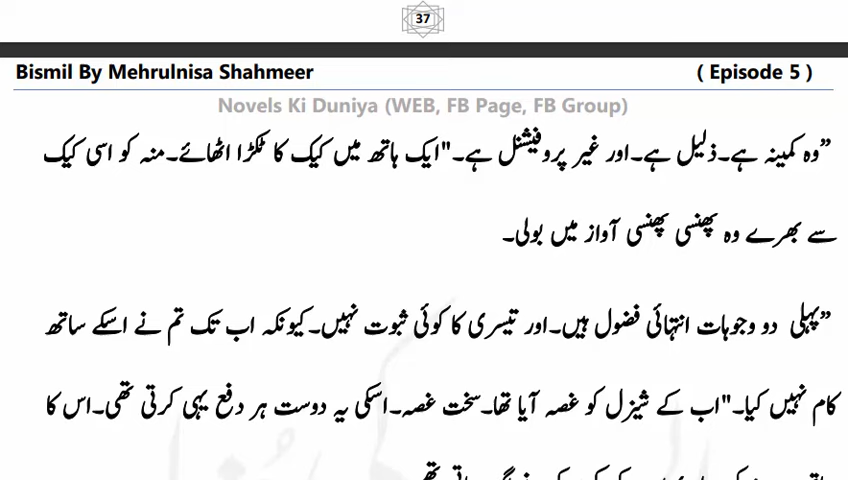 37
Bismil By Mehrulnisa Shahmeer ( Episode 5 )
Novels Ki Duniya (WEB, FB Page, FB Group)
”وہ کمینہ ہے۔ذلیل ہے۔اور غیر پروفیشنل ہے۔"ایک ہاتھ میں کیک کا ٹکڑا اٹھائے۔منہ کو اسی کیک
سے بھرے وہ پھنسی پھنسی آواز میں بولی۔
”پہلی دو وجوہات انتہائی فضول ہیں۔اور تیسری کا کوئی ثبوت نہیں۔کیونکہ اب تک تم نے اسکے ساتھ
کام نہیں کیا۔"اب کے شیزل کو غصہ آیا تھا۔سخت غصہ۔اسکی یہ دوست ہر دفع یہی کرتی تھی۔اس کا